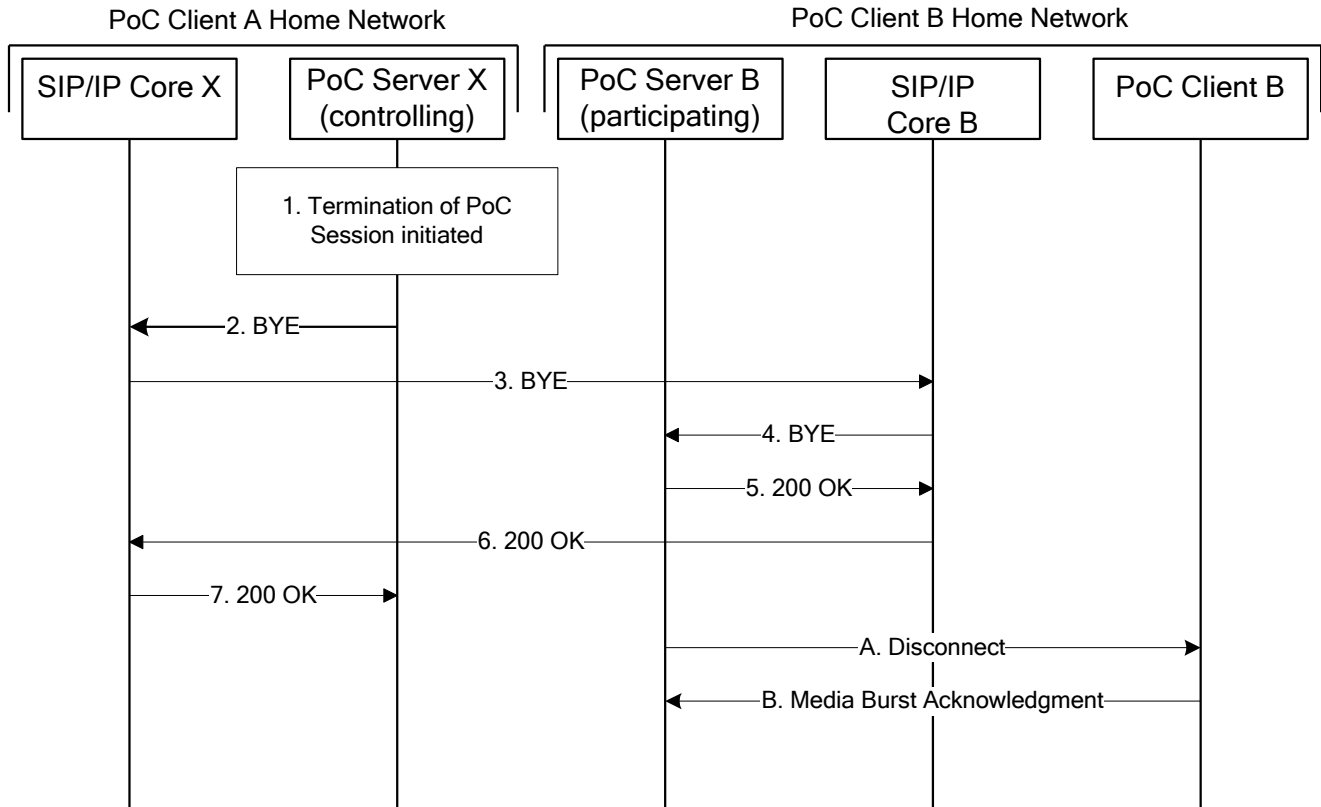 PoC Client A Home Network
PoC Client B Home Network
SIP/IP Core X
PoC Server X
(controlling)
PoC Server B
(participating)
SIP/IP
Core B
PoC Client B
1. Termination of PoC
Session initiated
2. BYE
3. BYE
4. BYE
5. 200 OK
6. 200 OK
7. 200 OK
A. Disconnect
B. Media Burst Acknowledgment